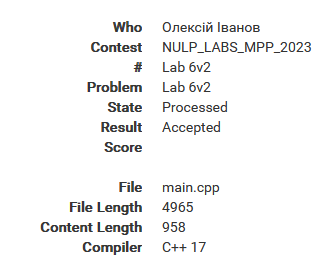 Who Олексій Іванов
Contest NULP_LABS_MPP_2023
# Lab 6v2
Problem Lab 6v2
State Processed
Result Accepted
Score
File main.cpp
File Length 4965
Content Length 958
Compiler C++ 17